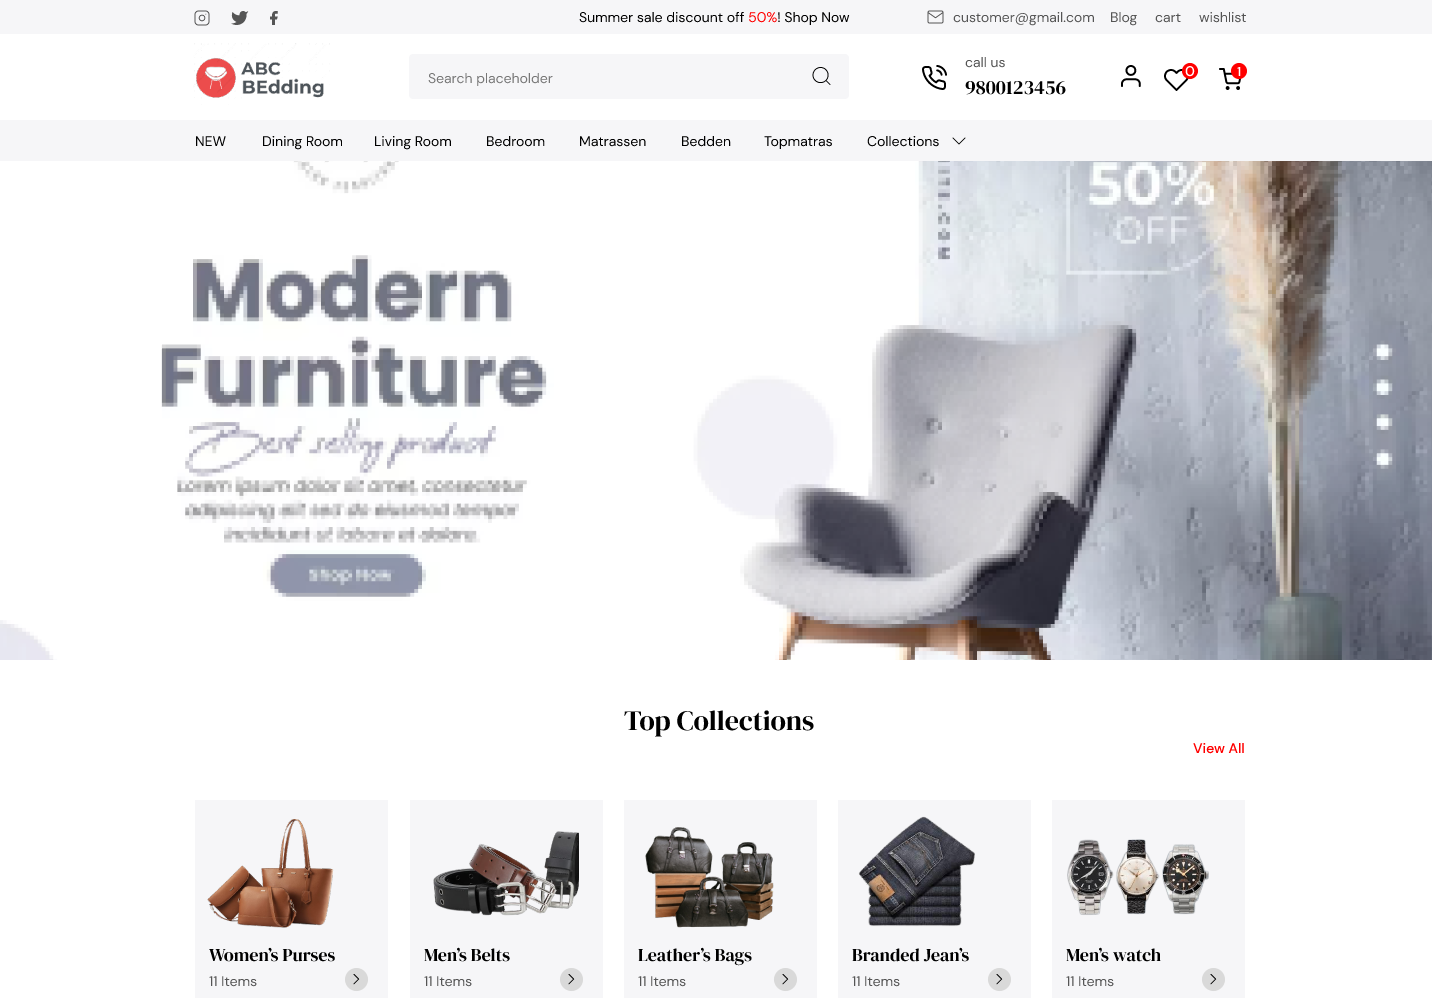 Summer sale discount off 50%! Shop Now
customer@gmail.com
Blog
cart
wishlist
ABC
BEdding
Search placeholder
call us
9800123456
0
1
NEW
Dining Room
Living Room
Bedroom
Matrassen
Bedden
Topmatras
Collections
50%
OFF
Modern
Furniture
Best selling product
Lorem ipsum dolor sit amet, consectetur
adipiscing elit sed do eiusmod tempor
incididunt ut labore et dolore.
Shop Now
Top Collections
View All
Women's Purses
11 Items
Men's Belts
11 Items
Leather's Bags
11 Items
Branded Jean's
11 Items
Men's watch
11 Items